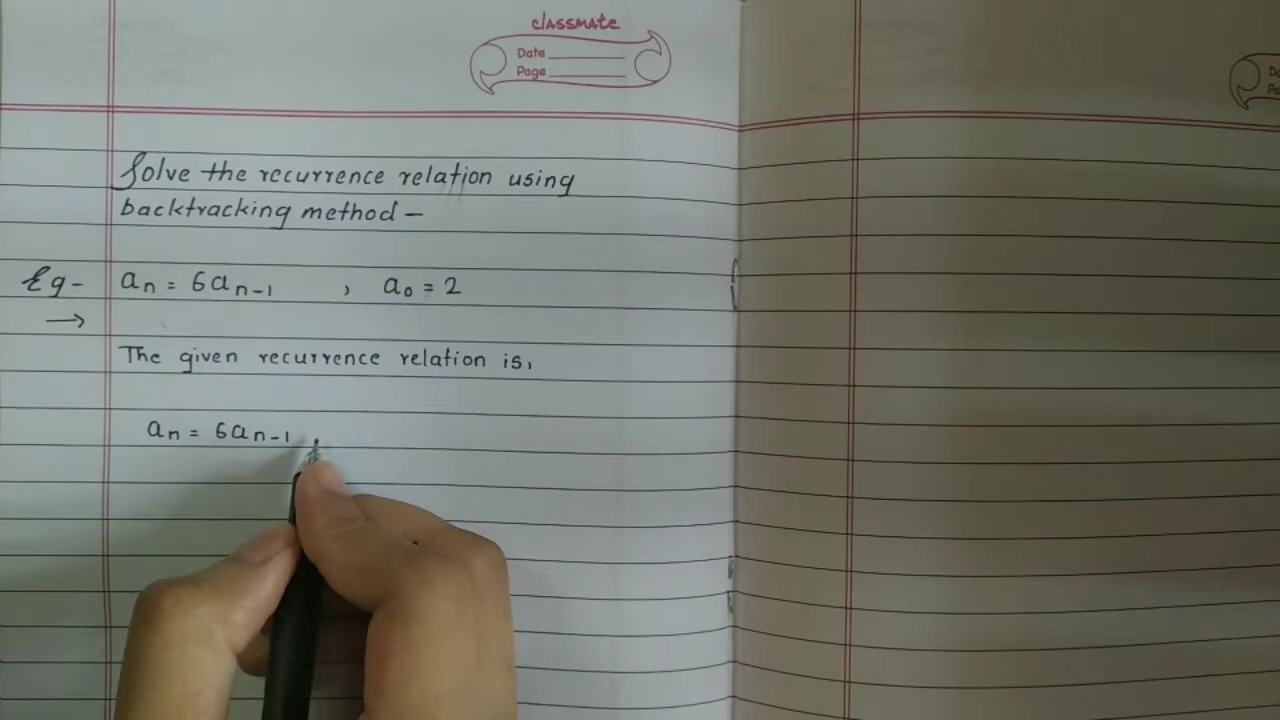 classmate
Date
Page
Solve the recurrence relation using
backtracking method –
Eg- aₙ = 6aₙ₋₁ , a₀ = 2
→
The given recurrence relation is,
aₙ = 6aₙ₋₁